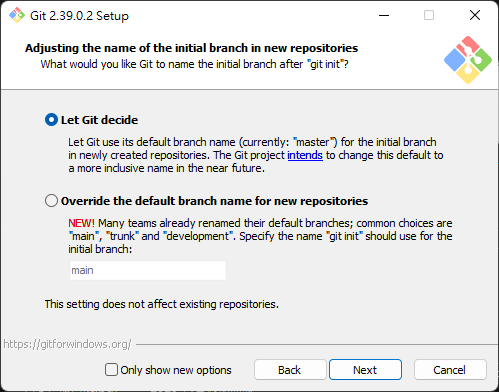 Git 2.39.0.2 Setup
Adjusting the name of the initial branch in new repositories
What would you like Git to name the initial branch after "git init"?
Let Git decide
Let Git use its default branch name (currently: "master") for the initial branch
in newly created repositories. The Git project intends to change this default to
a more inclusive name in the near future.
Override the default branch name for new repositories
NEW! Many teams already renamed their default branches; common choices are
"main", "trunk" and "development". Specify the name "git init" should use for the
initial branch:
main
This setting does not affect existing repositories.
https://gitforwindows.org/
Only show new options
Back
Next
Cancel